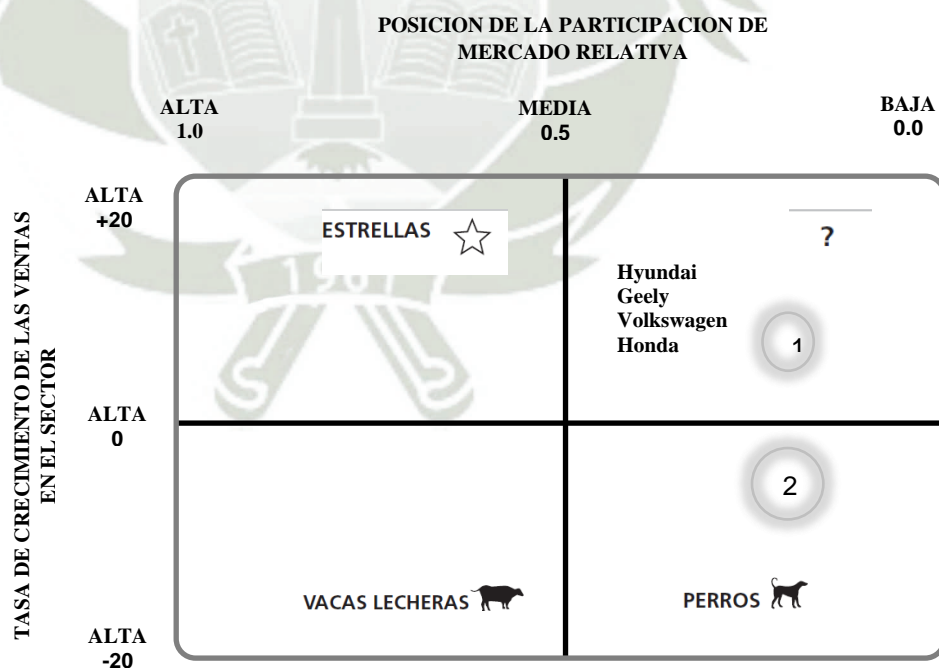 POSICION DE LA PARTICIPACION DE
MERCADO RELATIVA
ALTA
1.0
MEDIA
0.5
BAJA
0.0
TASA DE CRECIMIENTO DE LAS VENTAS
EN EL SECTOR
ALTA
+20
ESTRELLAS
?
Hyundai
Geely
Volkswagen
Honda
1
1961
ALTA
0
2
VACAS LECHERAS
PERROS
ALTA
-20